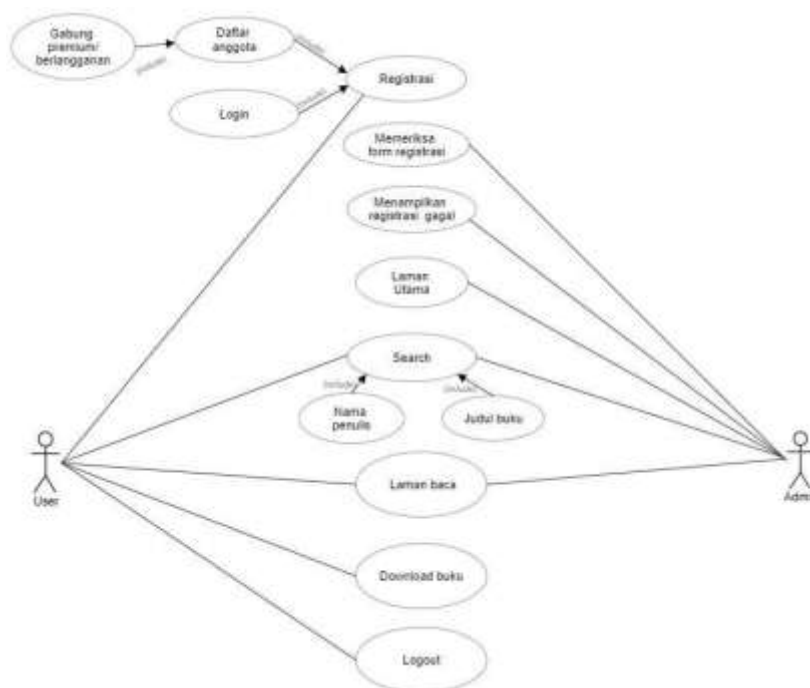 Gabung
premium/
berlangganan
Daftar
anggota
Registrasi
Login
Memeriksa
form registrasi
Menampilkan
registrasi gagal
Laman
Utama
Search
Nama
penulis
Judul buku
Laman baca
Download buku
Logout
User
Admi